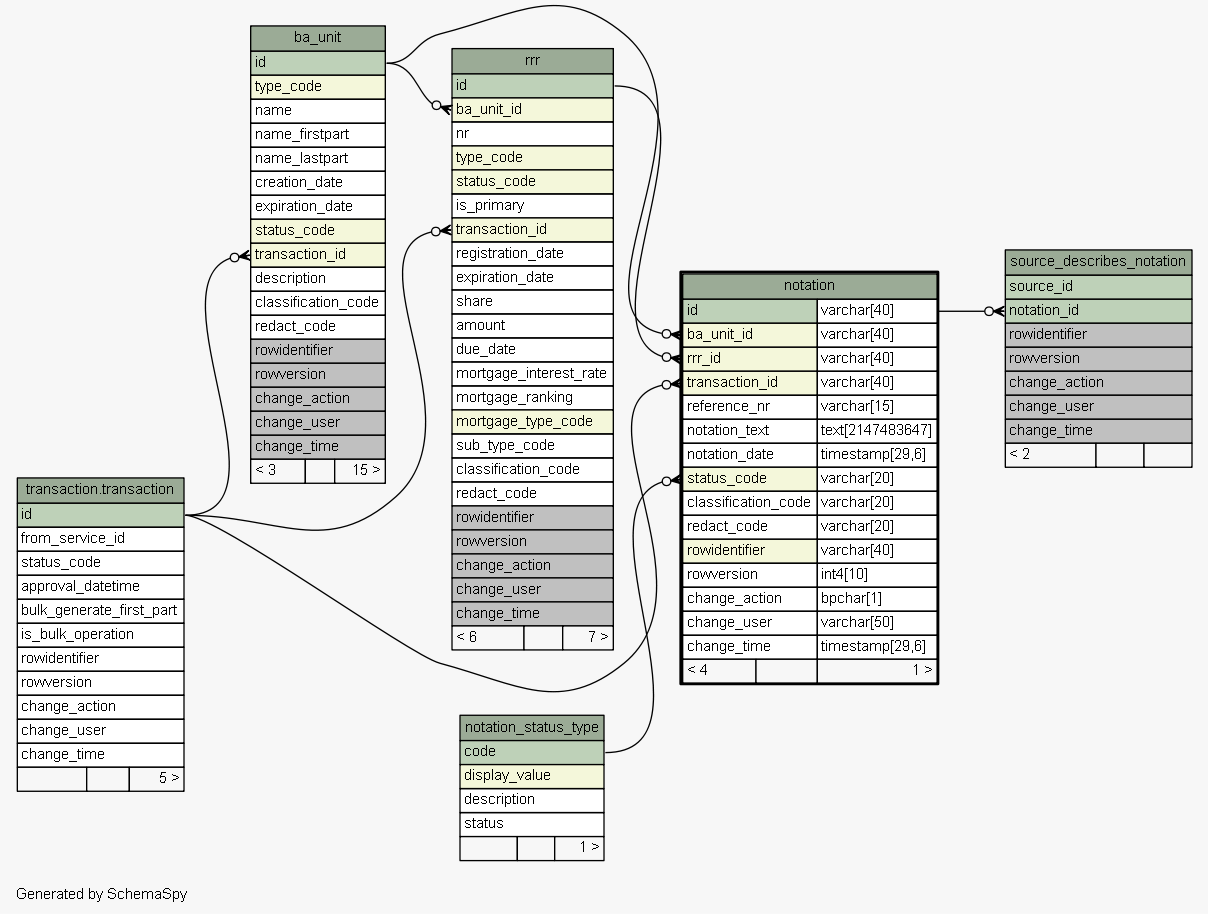 ba_unit
id
type_code
name
name_firstpart
name_lastpart
creation_date
expiration_date
status_code
transaction_id
description
classification_code
redact_code
rowidentifier
rowversion
change_action
change_user
change_time
< 3 15 >
rrr
id
ba_unit_id
nr
type_code
status_code
is_primary
transaction_id
registration_date
expiration_date
share
amount
due_date
mortgage_interest_rate
mortgage_ranking
mortgage_type_code
sub_type_code
classification_code
redact_code
rowidentifier
rowversion
change_action
change_user
change_time
< 6 7 >
notation
id varchar[40]
ba_unit_id varchar[40]
rrr_id varchar[40]
transaction_id varchar[40]
reference_nr varchar[15]
notation_text text[2147483647]
notation_date timestamp[29,6]
status_code varchar[20]
classification_code varchar[20]
redact_code varchar[20]
rowidentifier varchar[40]
rowversion int4[10]
change_action bpchar[1]
change_user varchar[50]
change_time timestamp[29,6]
< 4 1 >
source_describes_notation
source_id
notation_id
rowidentifier
rowversion
change_action
change_user
change_time
< 2
transaction.transaction
id
from_service_id
status_code
approval_datetime
bulk_generate_first_part
is_bulk_operation
rowidentifier
rowversion
change_action
change_user
change_time
5 >
notation_status_type
code
display_value
description
status
1 >
Generated by SchemaSpy